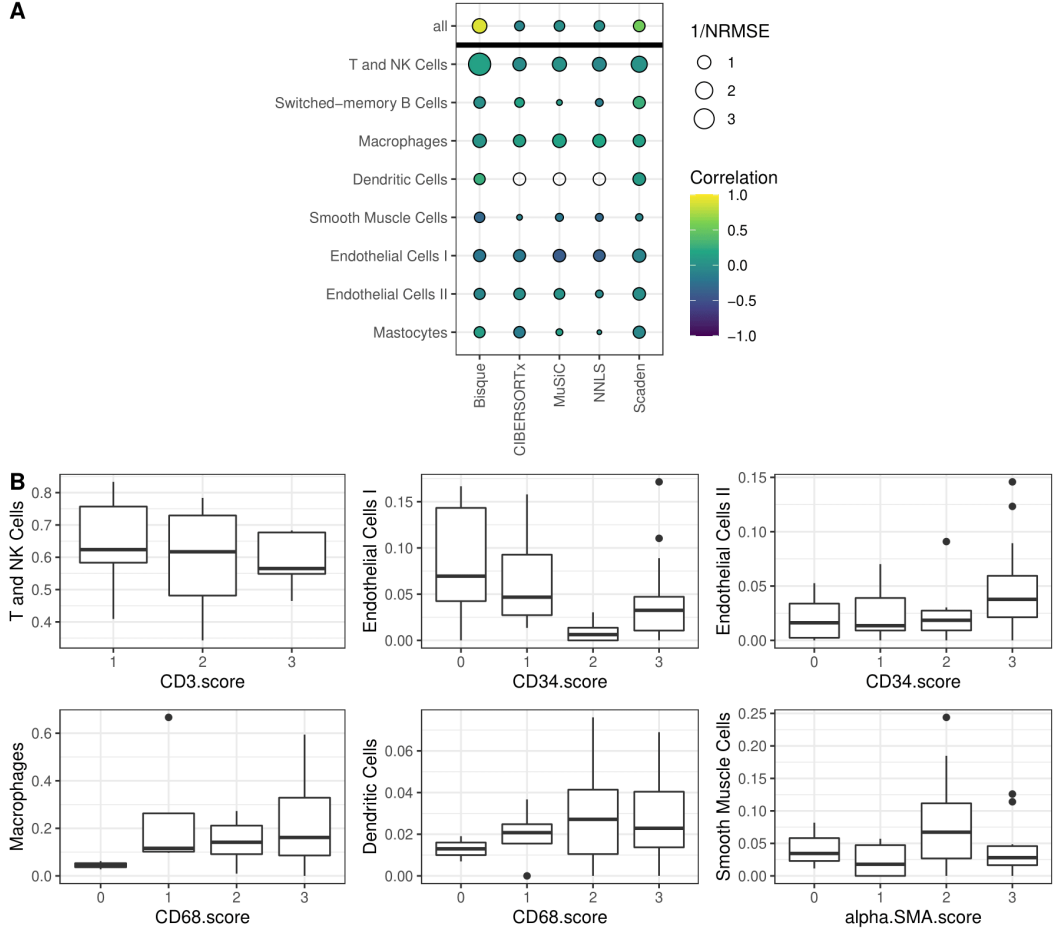 A
all
T and NK Cells
Switched−memory B Cells
Macrophages
Dendritic Cells
Smooth Muscle Cells
Endothelial Cells I
Endothelial Cells II
Mastocytes
Bisque
CIBERSORTx
MuSiC
NNLS
Scaden
1/NRMSE
1
2
3
Correlation
1.0
0.5
0.0
−0.5
−1.0
B
T and NK Cells
0.8
0.7
0.6
0.5
0.4
1 2 3
CD3.score
Endothelial Cells I
0.15
0.10
0.05
0.00
0 1 2 3
CD34.score
Endothelial Cells II
0.15
0.10
0.05
0.00
0 1 2 3
CD34.score
Macrophages
0.6
0.4
0.2
0.0
0 1 2 3
CD68.score
Dendritic Cells
0.06
0.04
0.02
0.00
0 1 2 3
CD68.score
Smooth Muscle Cells
0.25
0.20
0.15
0.10
0.05
0.00
0 1 2 3
alpha.SMA.score